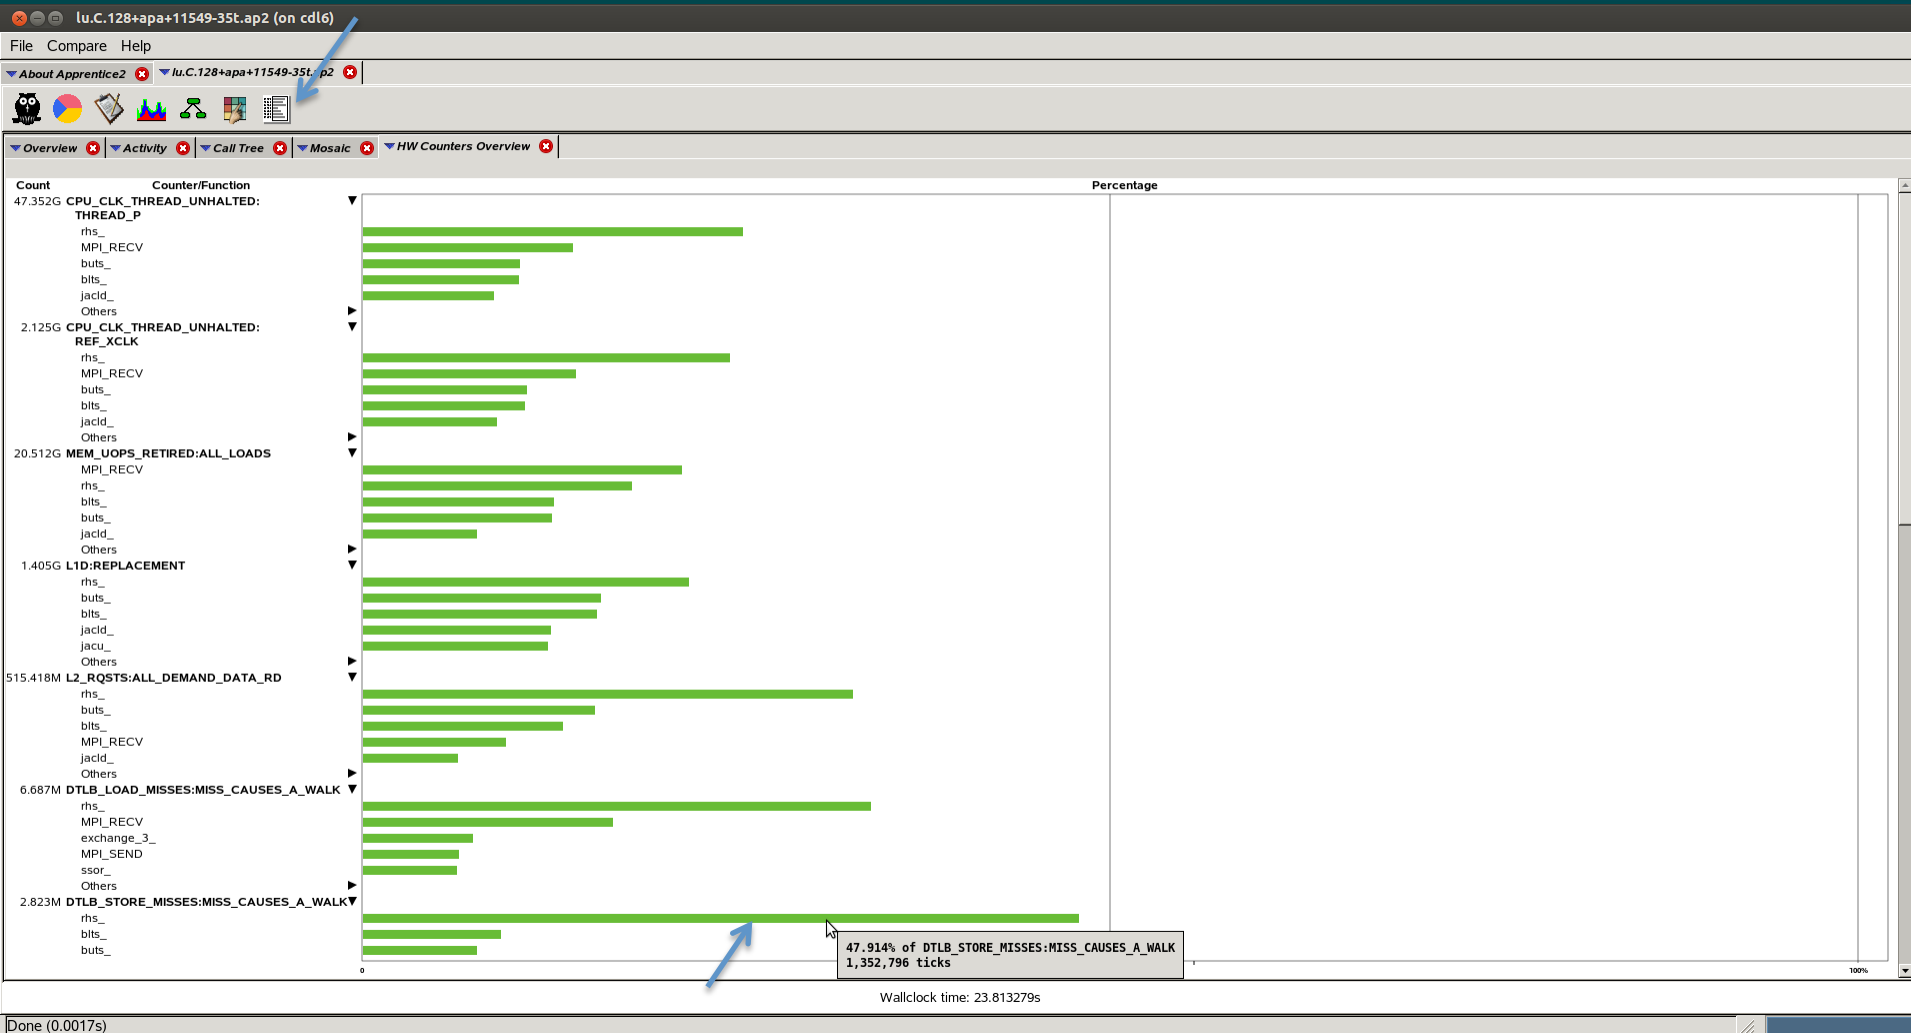 lu.C.128+apa+11549-35t.ap2 (on cdl6)
File Compare Help
About Apprentice2 lu.C.128+apa+11549-35t.ap2
Overview Activity Call Tree Mosaic HW Counters Overview
Count Counter/Function Percentage
47.352G CPU_CLK_THREAD_UNHALTED:
THREAD_P
rhs_
MPI_RECV
buts_
blts_
jacld_
Others
2.125G CPU_CLK_THREAD_UNHALTED:
REF_XCLK
rhs_
MPI_RECV
buts_
blts_
jacld_
Others
20.512G MEM_UOPS_RETIRED:ALL_LOADS
MPI_RECV
rhs_
blts_
buts_
jacld_
Others
1.405G L1D:REPLACEMENT
rhs_
buts_
blts_
jacld_
jacu_
Others
515.418M L2_RQSTS:ALL_DEMAND_DATA_RD
rhs_
buts_
blts_
MPI_RECV
jacld_
Others
6.687M DTLB_LOAD_MISSES:MISS_CAUSES_A_WALK
rhs_
MPI_RECV
exchange_3_
MPI_SEND
ssor_
Others
2.823M DTLB_STORE_MISSES:MISS_CAUSES_A_WALK
rhs_
blts_
buts_
47.914% of DTLB_STORE_MISSES:MISS_CAUSES_A_WALK
1,352,796 ticks
0 100%
Wallclock time: 23.813279s
Done (0.0017s)